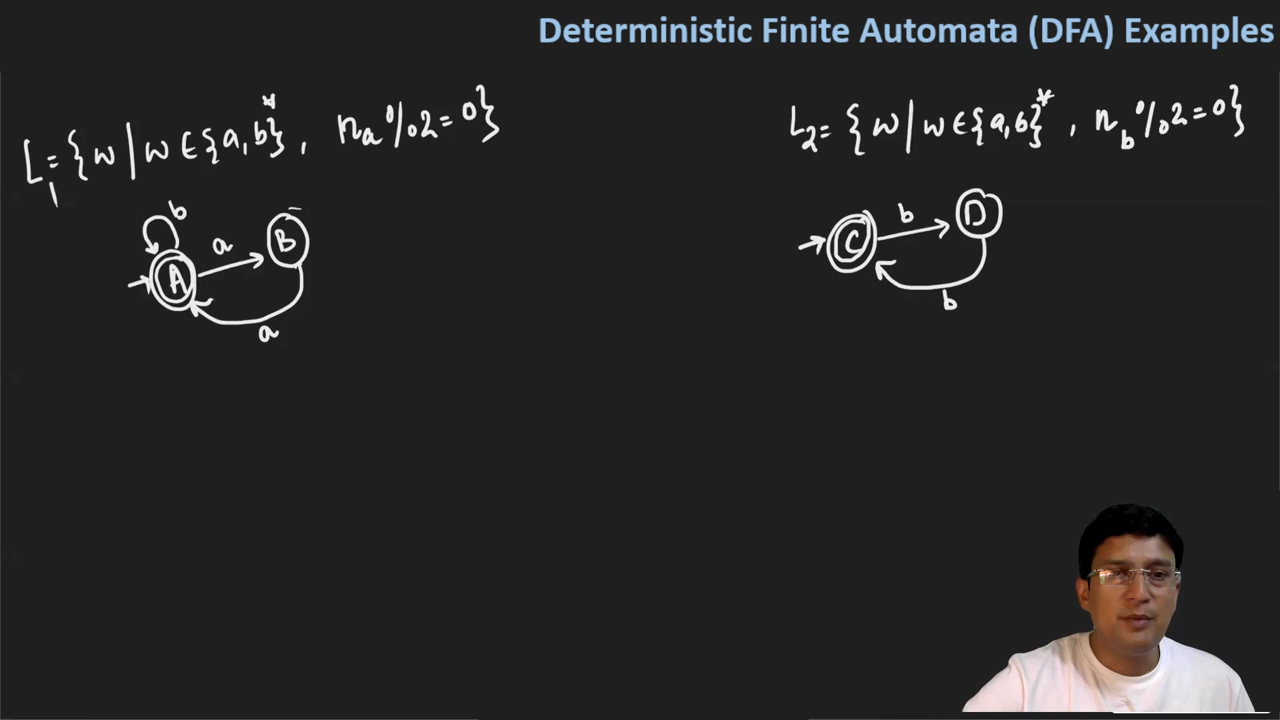 Deterministic Finite Automata (DFA) Examples
L1 = {w | w ∈ {a, b}*, na % 2 = 0}
L2 = {w | w ∈ {a, b}*, nb % 2 = 0}
b
a
A
B
a
b
C
D
b